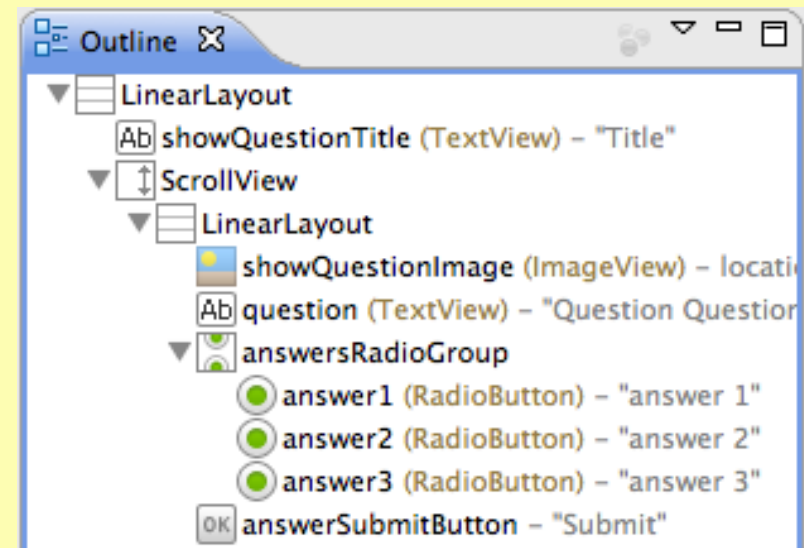 Outline
LinearLayout
Ab showQuestionTitle (TextView) – "Title"
ScrollView
LinearLayout
showQuestionImage (ImageView) – locati
Ab question (TextView) – "Question Question
answersRadioGroup
answer1 (RadioButton) – "answer 1"
answer2 (RadioButton) – "answer 2"
answer3 (RadioButton) – "answer 3"
OK answerSubmitButton – "Submit"